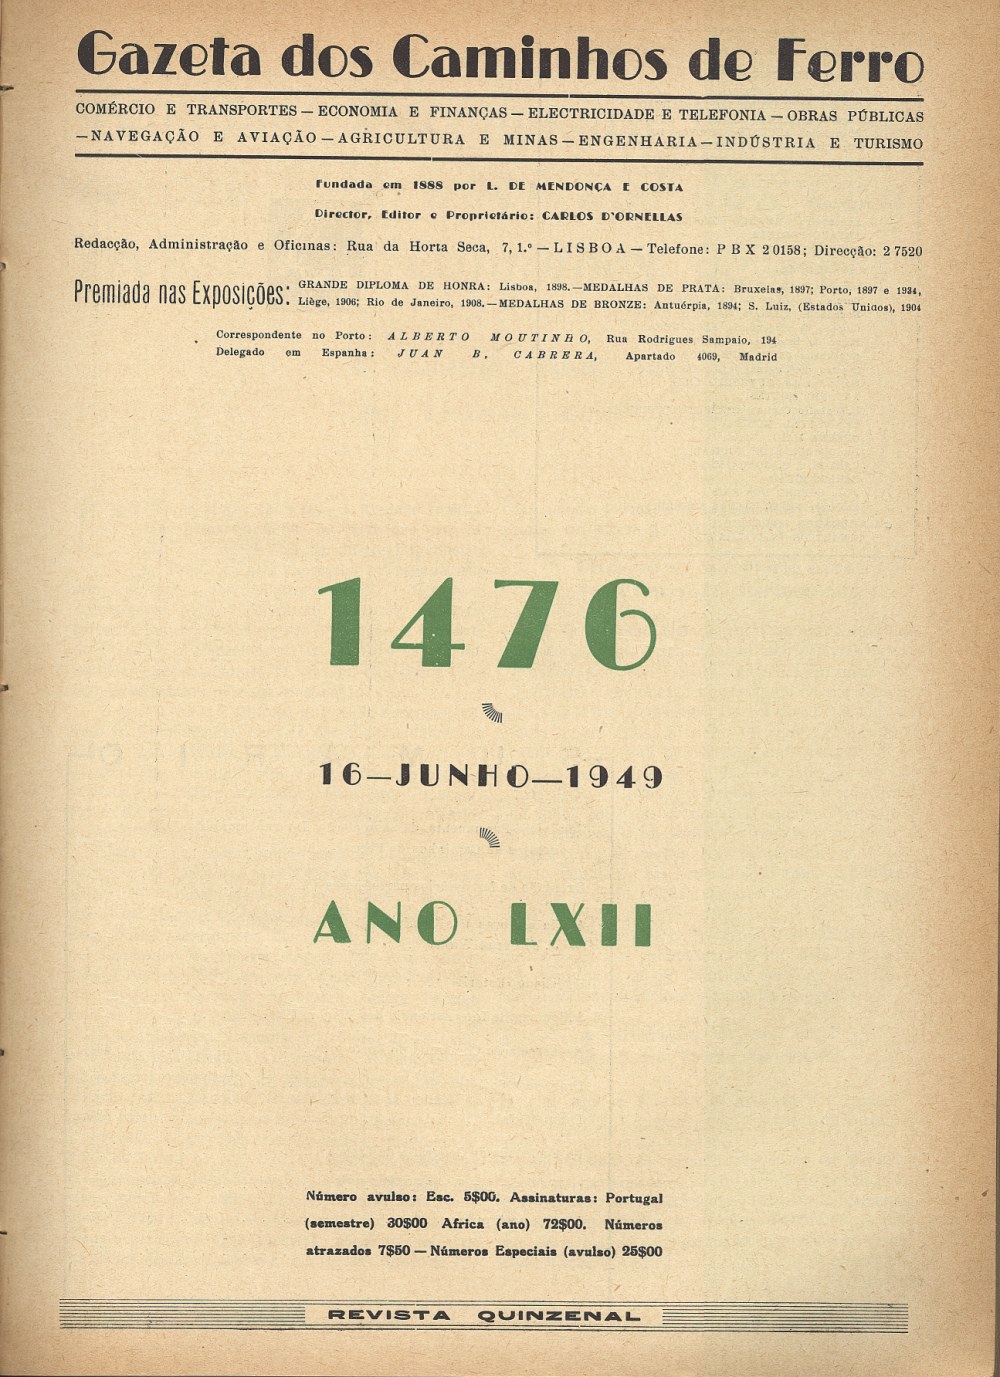 Gazeta dos Caminhos de Ferro
COMÉRCIO E TRANSPORTES — ECONOMIA E FINANÇAS — ELECTRICIDADE E TELEFONIA — OBRAS PÚBLICAS
—NAVEGAÇÃO E AVIAÇÃO — AGRICULTURA E MINAS — ENGENHARIA — INDÚSTRIA E TURISMO
Fundada em 1888 por L. DE MENDONÇA E COSTA
Director, Editor e Proprietário: CARLOS D'ORNELLAS
Redacção, Administração e Oficinas: Rua da Horta Seca, 7, 1.º — LISBOA — Telefone: P B X 2 0158; Direcção: 2 7520
Premiada nas Exposições: GRANDE DIPLOMA DE HONRA: Lisboa, 1898. — MEDALHAS DE PRATA: Bruxelas, 1897; Porto, 1897 e 1934,
Liège, 1906; Rio de Janeiro, 1908. — MEDALHAS DE BRONZE: Antuérpia, 1894; S. Luiz, (Estados Unidos), 1904
Correspondente no Porto: ALBERTO MOUTINHO, Rua Rodrigues Sampaio, 194
Delegado em Espanha: JUAN B. CABRERA, Apartado 4069, Madrid
1476
16—JUNHO—1949
ANO LXII
Número avulso: Esc. 5$00. Assinaturas: Portugal
(semestre) 30$00 Africa (ano) 72$00. Números
atrazados 7$50 — Números Especiais (avulso) 25$00
REVISTA QUINZENAL